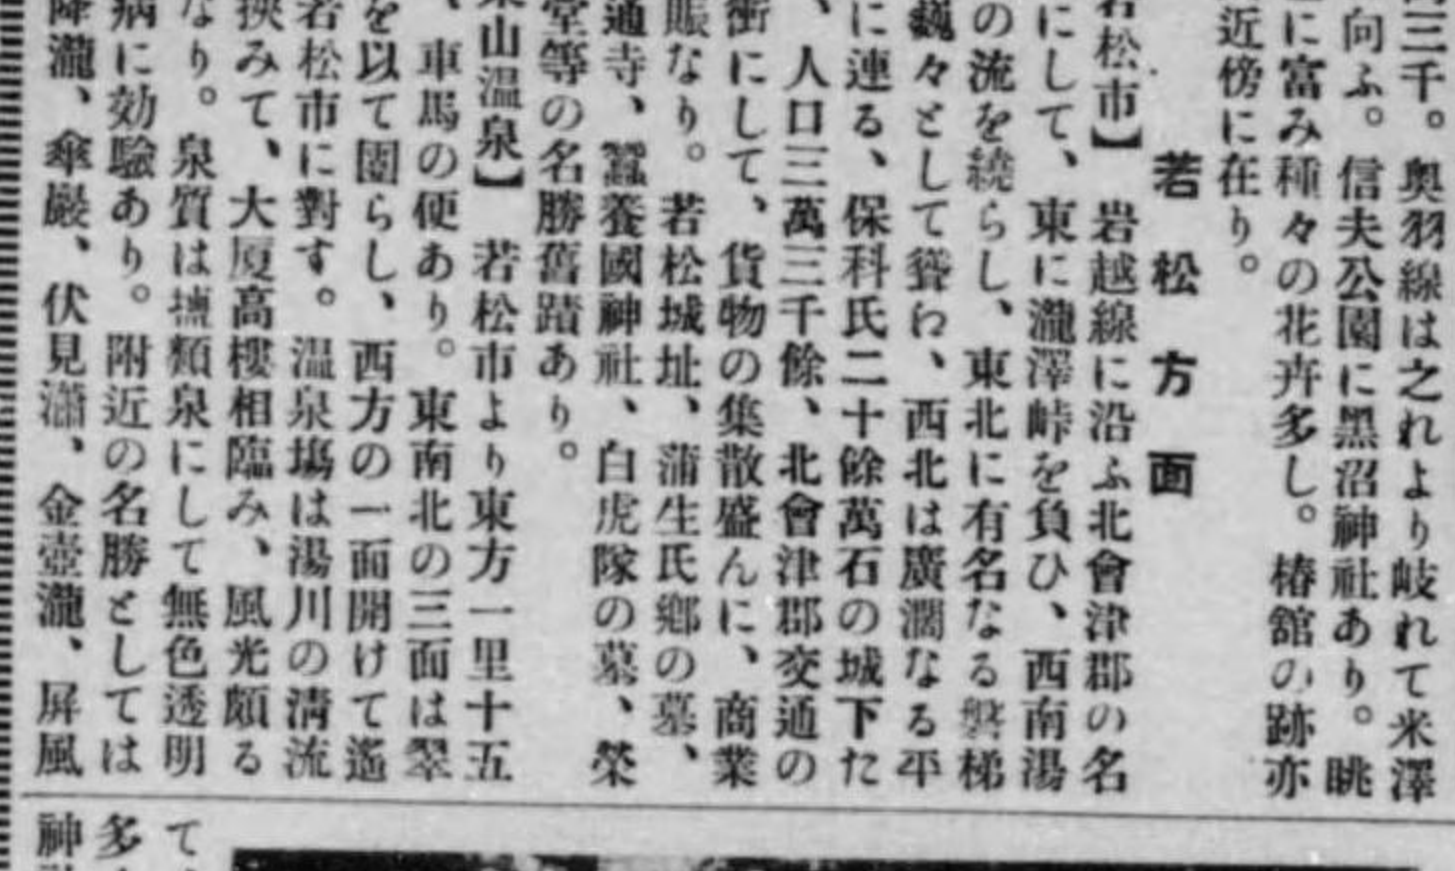 三千。奥羽線は之れより岐れて米澤
向ふ。信夫公園に黒沼神社あり。眺
に富み種々の花卉多し。椿舘の跡亦
近傍に在り。
若松方面
若松市】岩越線に沿ふ北會津郡の名
にして、東に瀧澤峠を負ひ、西南湯
の流を繞らし、東北に有名なる磐梯
巍々として聳え、西北は廣濶なる平
に連る、保科氏二十餘萬石の城下た
、人口三萬三千餘、北會津郡交通の
衝にして、貨物の集散盛んに、商業
賑なり。若松城址、蒲生氏郷の墓、
通寺、蠶養國神社、白虎隊の墓、榮
堂等の名勝舊蹟あり。
山温泉】若松市より東方一里十五
、車馬の便あり。東南北の三面は翠
を以て圍らし、西方の一面開けて遙
若松市に對す。温泉塲は湯川の淸流
挾みて、大厦高樓相臨み、風光頗る
なり。泉質は類泉にして無色透明
病に効驗あり。附近の名勝としては
降瀧、傘巖、伏見瀧、金壺瀧、屏風
て
多
神